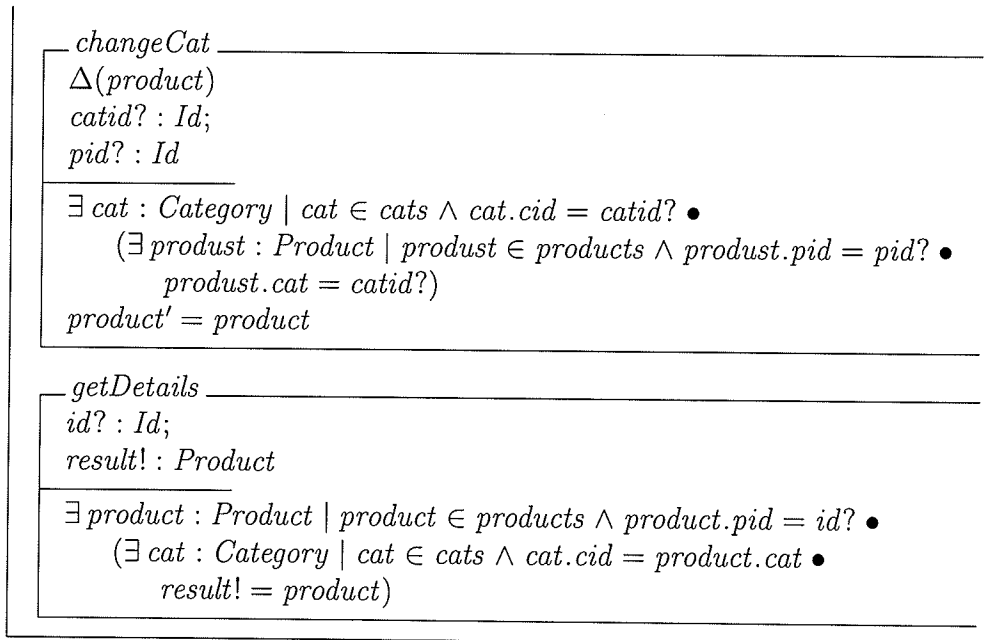 changeCat
Δ(product)
catid? : Id;
pid? : Id
∃ cat : Category | cat ∈ cats ∧ cat.cid = catid? •
(∃ produst : Product | produst ∈ products ∧ produst.pid = pid? •
produst.cat = catid?)
product′ = product
getDetails
id? : Id;
result! : Product
∃ product : Product | product ∈ products ∧ product.pid = id? •
(∃ cat : Category | cat ∈ cats ∧ cat.cid = product.cat •
result! = product)